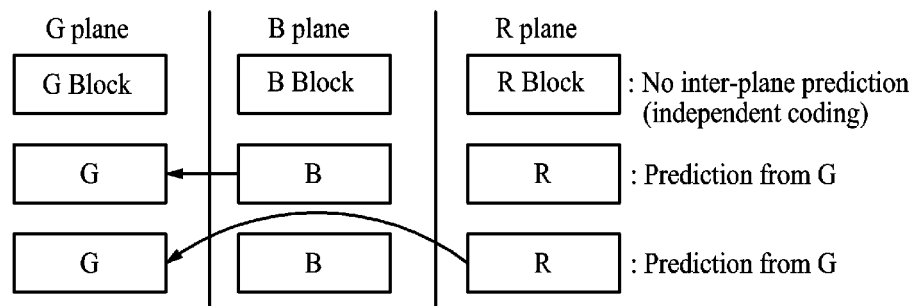 G plane B plane R plane
G Block B Block R Block : No inter-plane prediction
(independent coding)
G B R : Prediction from G
G B R : Prediction from G